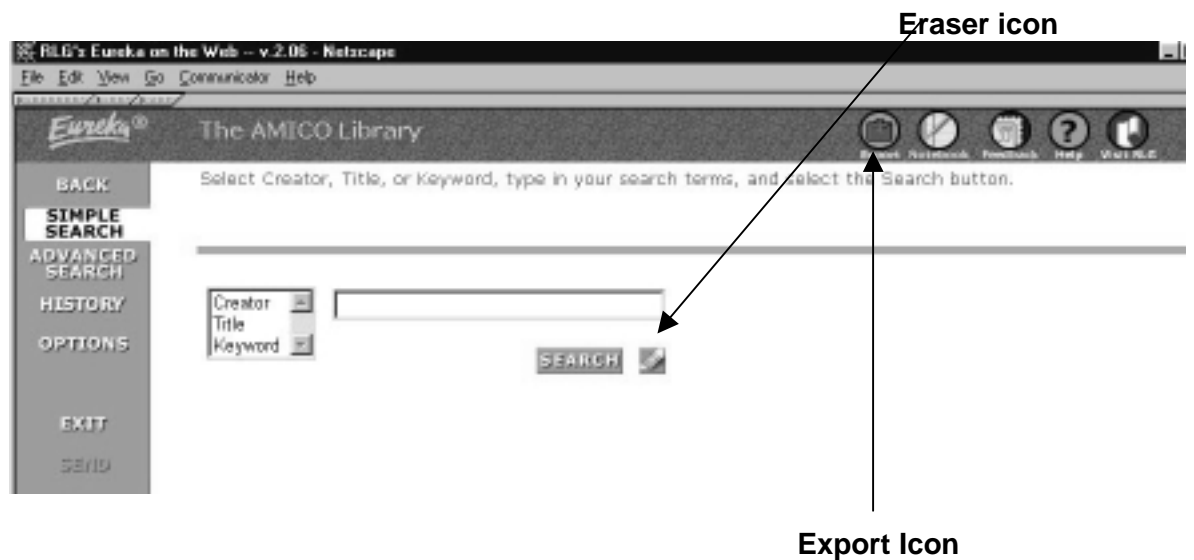 Eraser icon
RLG's Eureka on the Web -- v.2.06 - Netscape
File Edit View Go Communicator Help
Eureka®
The AMICO Library
Export Notebook Feedback Help Visit RLG
BACK
Select Creator, Title, or Keyword, type in your search terms, and select the Search button.
SIMPLE
SEARCH
ADVANCED
SEARCH
HISTORY
Creator
Title
Keyword
OPTIONS
SEARCH
EXIT
SEND
Export Icon